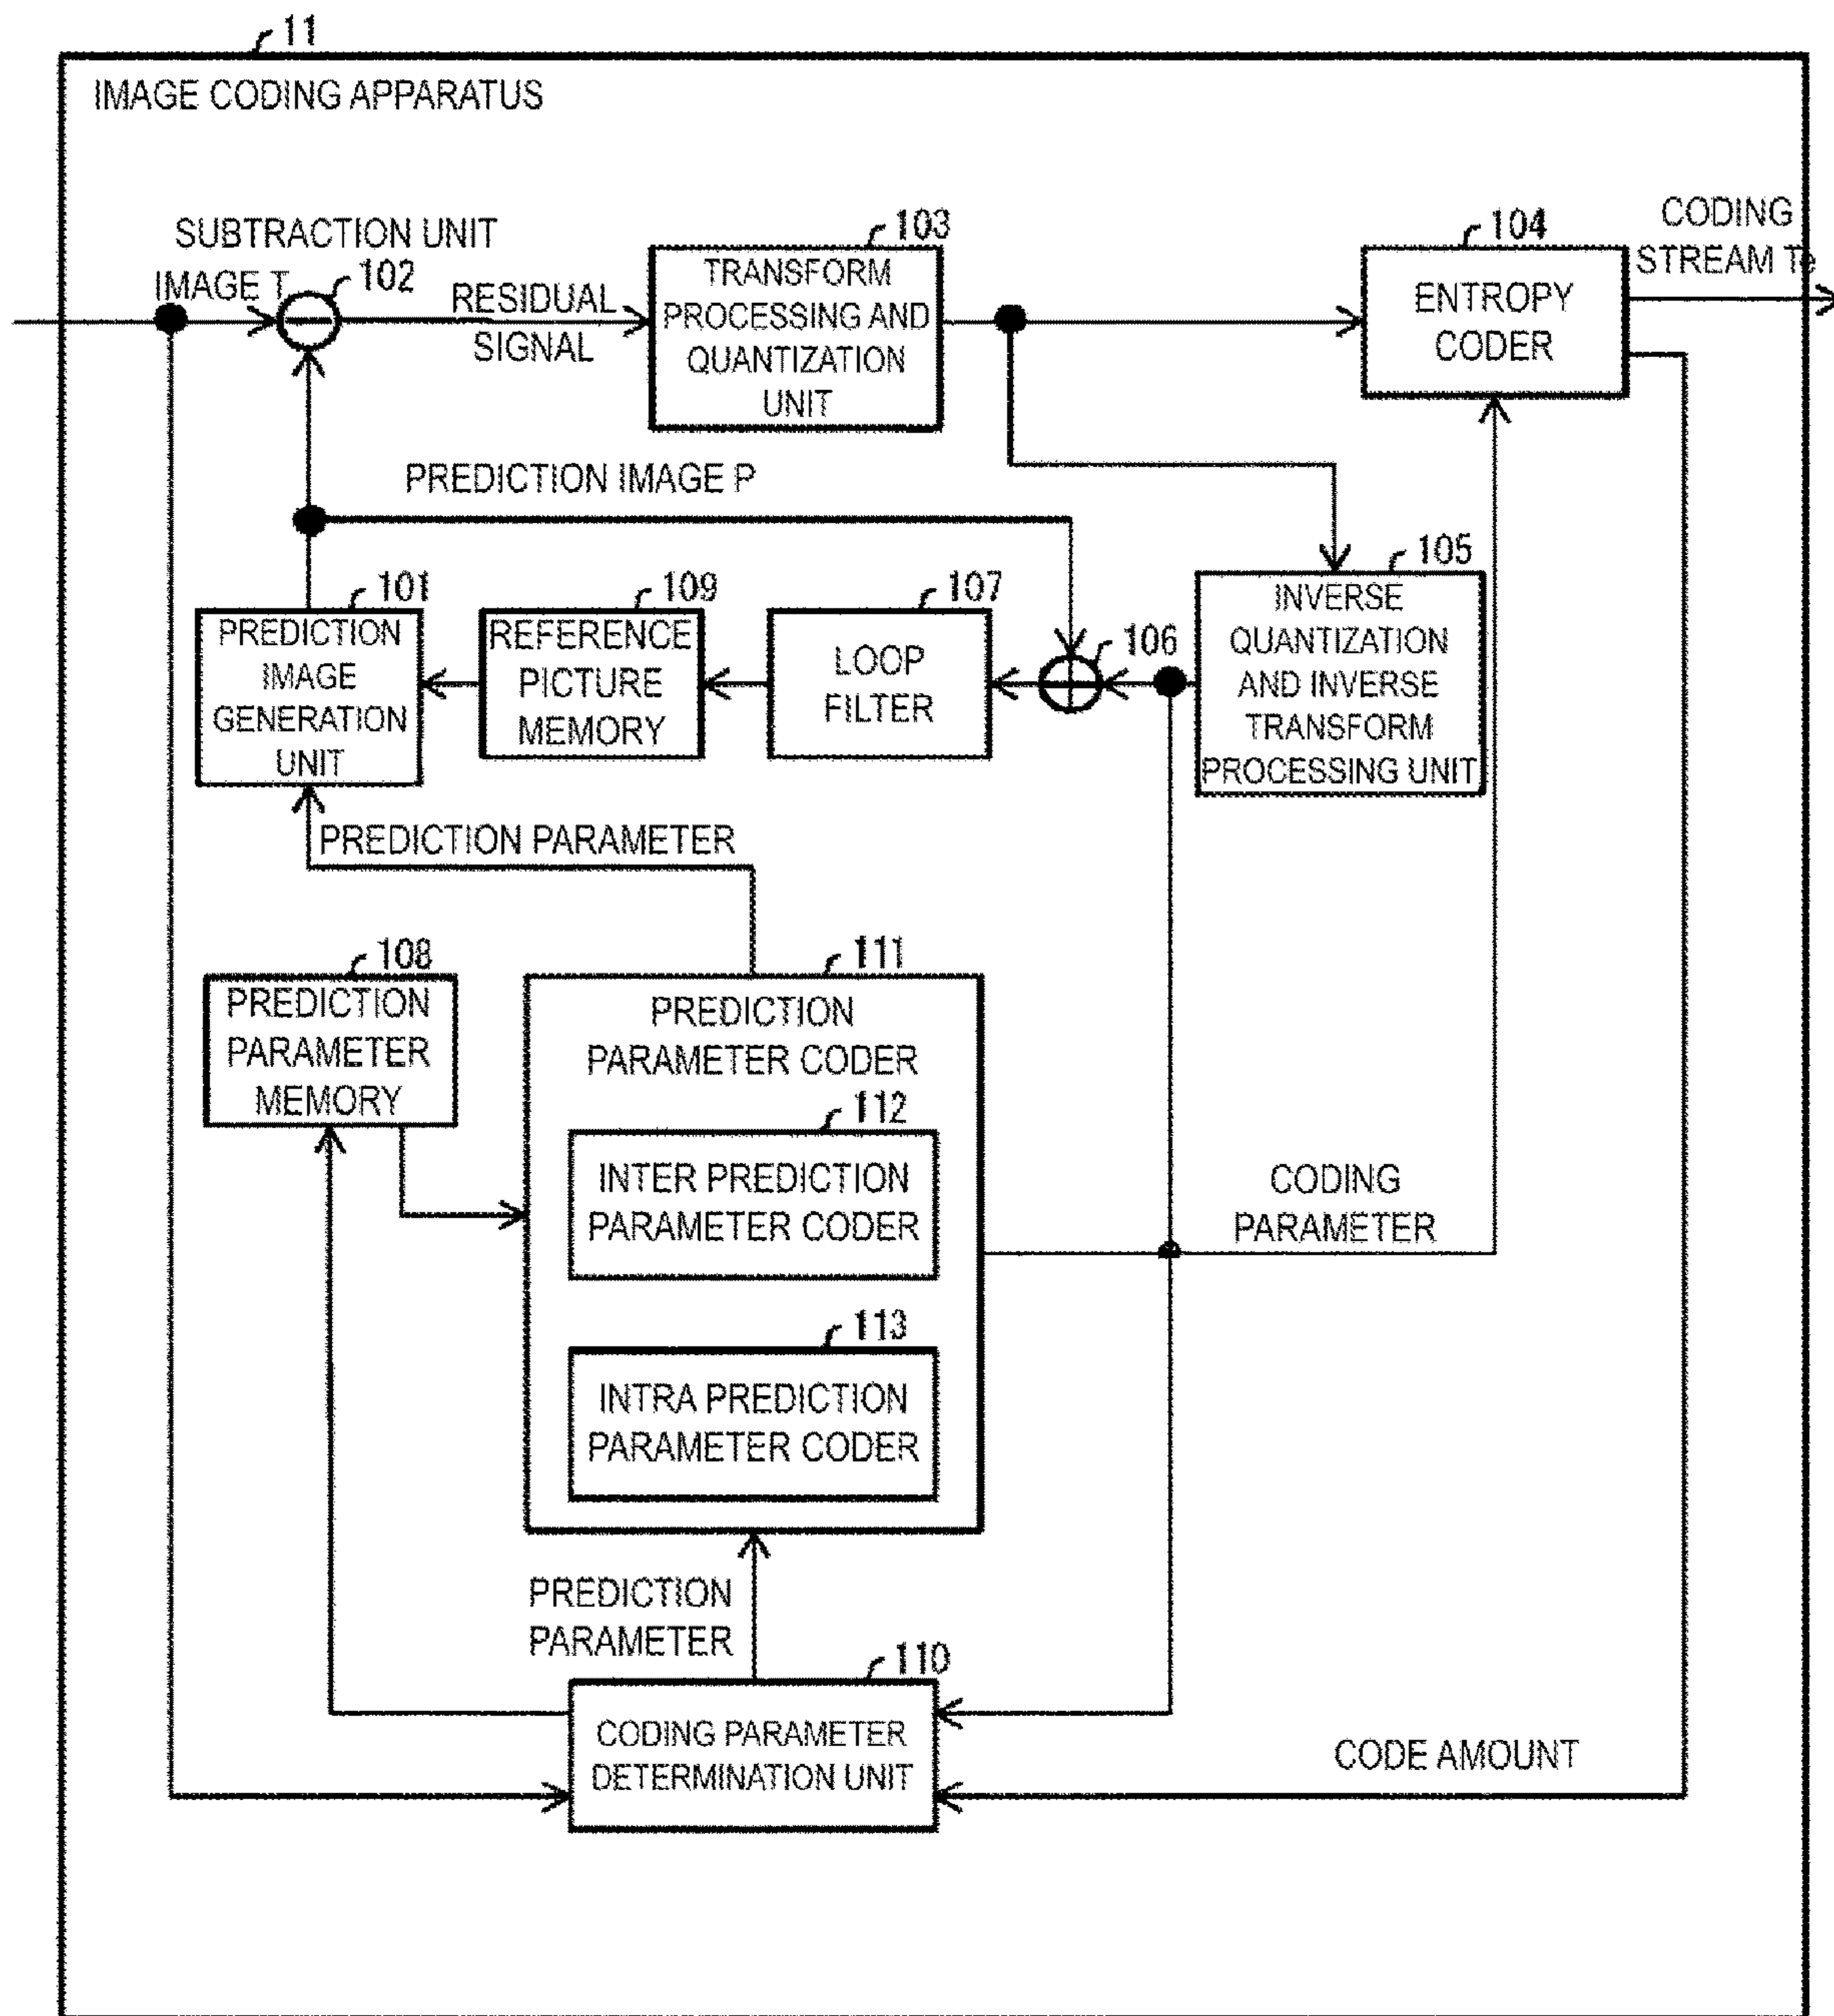 11
IMAGE CODING APPARATUS
SUBTRACTION UNIT
IMAGE T
102
RESIDUAL
SIGNAL
103
TRANSFORM
PROCESSING AND
QUANTIZATION
UNIT
104
ENTROPY
CODER
CODING
STREAM Te
PREDICTION IMAGE P
101
PREDICTION
IMAGE
GENERATION
UNIT
109
REFERENCE
PICTURE
MEMORY
107
LOOP
FILTER
106
105
INVERSE
QUANTIZATION
AND INVERSE
TRANSFORM
PROCESSING UNIT
PREDICTION PARAMETER
108
PREDICTION
PARAMETER
MEMORY
111
PREDICTION
PARAMETER CODER
112
INTER PREDICTION
PARAMETER CODER
113
INTRA PREDICTION
PARAMETER CODER
CODING
PARAMETER
PREDICTION
PARAMETER
110
CODING PARAMETER
DETERMINATION UNIT
CODE AMOUNT